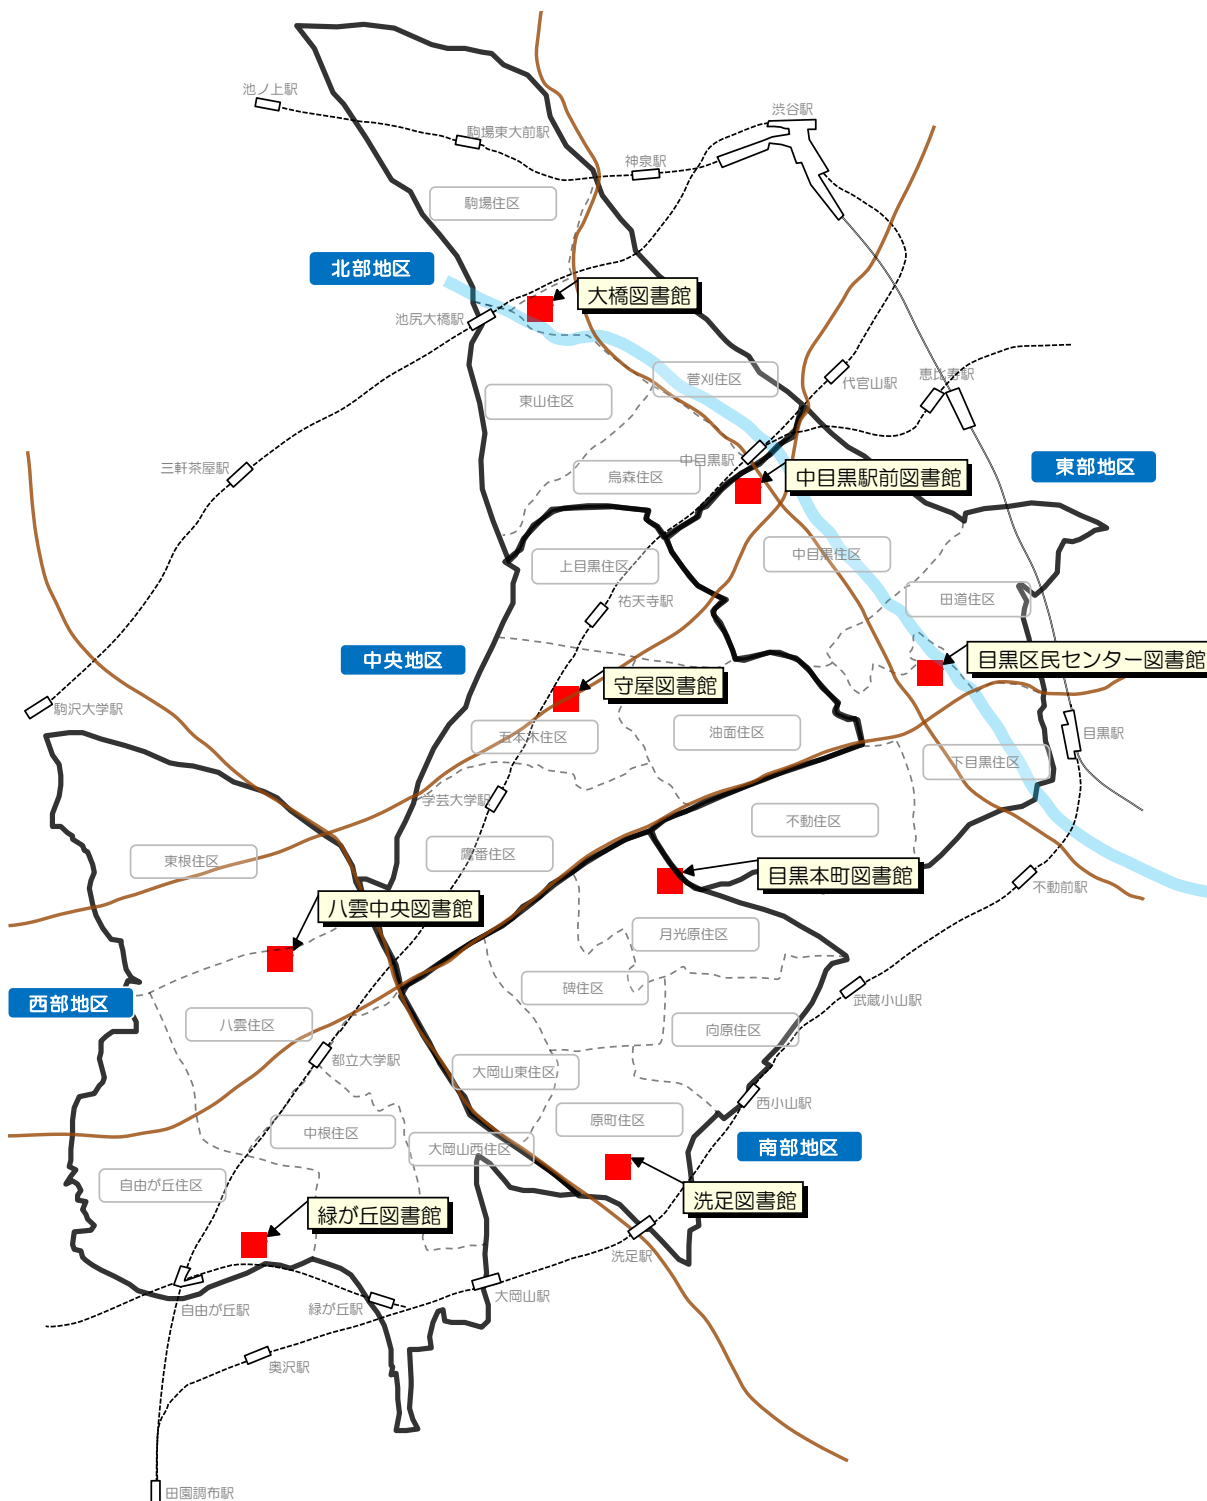 池ノ上駅
渋谷駅
駒場東大前駅
神泉駅
駒場住区
北部地区
大橋図書館
池尻大橋駅
菅刈住区
代官山駅
恵比寿駅
東山住区
中目黒駅
三軒茶屋駅
烏森住区
中目黒駅前図書館
東部地区
中目黒住区
上目黒住区
田道住区
祐天寺駅
中央地区
目黒区民センター図書館
守屋図書館
駒沢大学駅
五本木住区
油面住区
目黒駅
下目黒住区
学芸大学駅
不動住区
東根住区
鷹番住区
目黒本町図書館
不動前駅
八雲中央図書館
月光原住区
西部地区
碑住区
武蔵小山駅
八雲住区
向原住区
都立大学駅
大岡山東住区
西小山駅
中根住区
原町住区
大岡山西住区
南部地区
自由が丘住区
洗足図書館
緑が丘図書館
洗足駅
自由が丘駅
緑が丘駅
大岡山駅
奥沢駅
田園調布駅